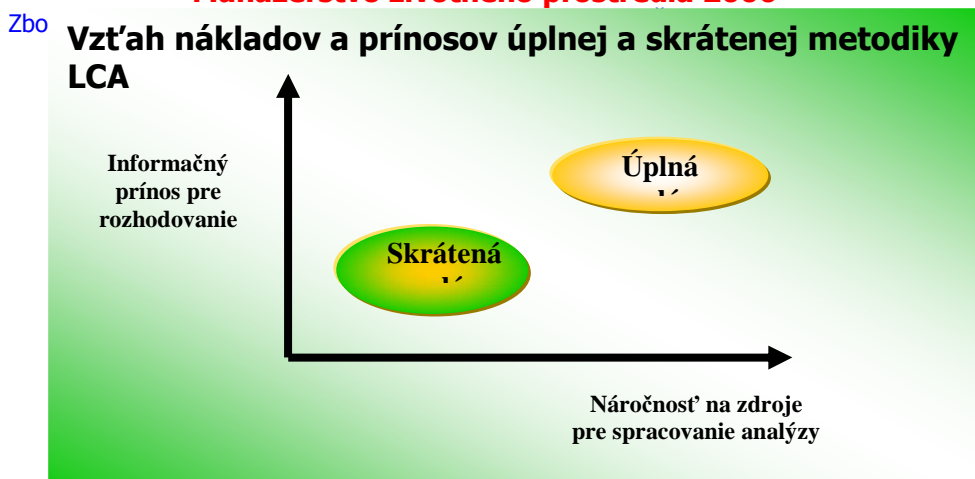 Zbo
Vzťah nákladov a prínosov úplnej a skrátenej metodiky
LCA
Informačný
prínos pre
rozhodovanie
Úplná
Skrátená
Náročnosť na zdroje
pre spracovanie analýzy